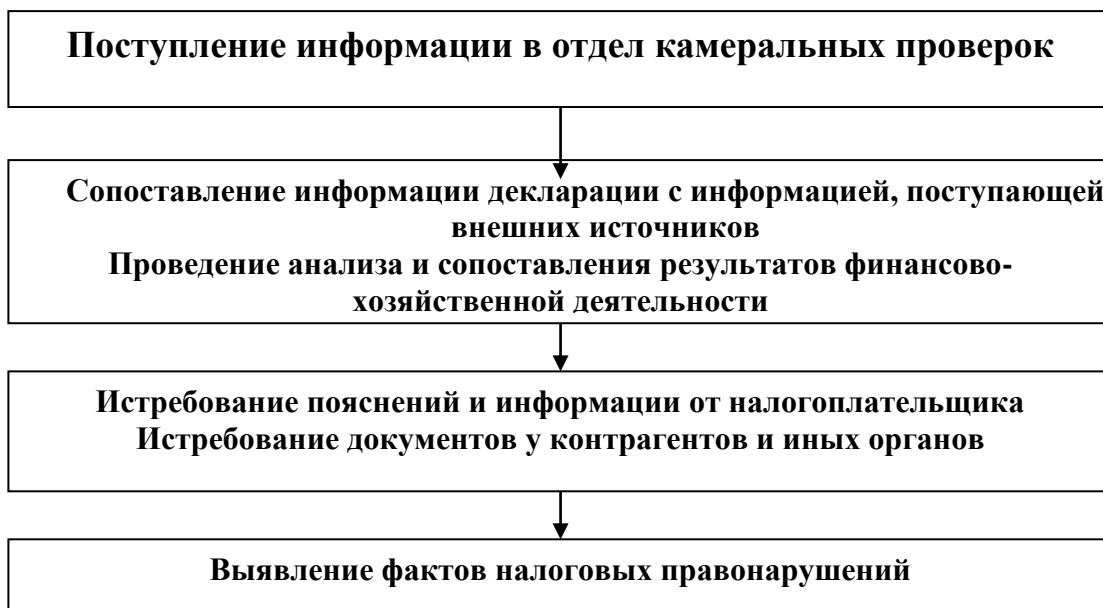 Поступление информации в отдел камеральных проверок
Сопоставление информации декларации с информацией, поступающей
внешних источников
Проведение анализа и сопоставления результатов финансово-
хозяйственной деятельности
Истребование пояснений и информации от налогоплательщика
Истребование документов у контрагентов и иных органов
Выявление фактов налоговых правонарушений